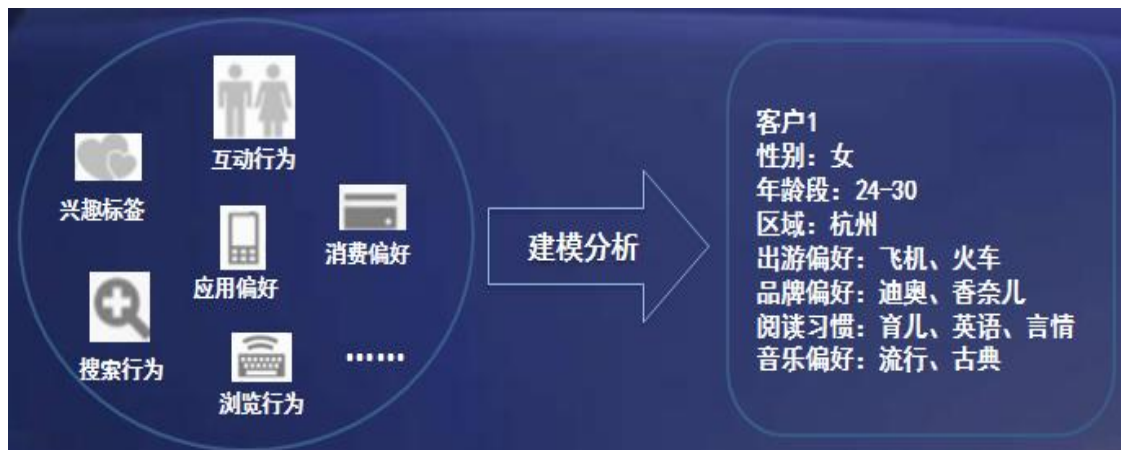 互动行为
兴趣标签
消费偏好
应用偏好
搜索行为
浏览行为
......
建模分析
客户1
性别：女
年龄段：24-30
区域：杭州
出游偏好：飞机、火车
品牌偏好：迪奥、香奈儿
阅读习惯：育儿、英语、言情
音乐偏好：流行、古典